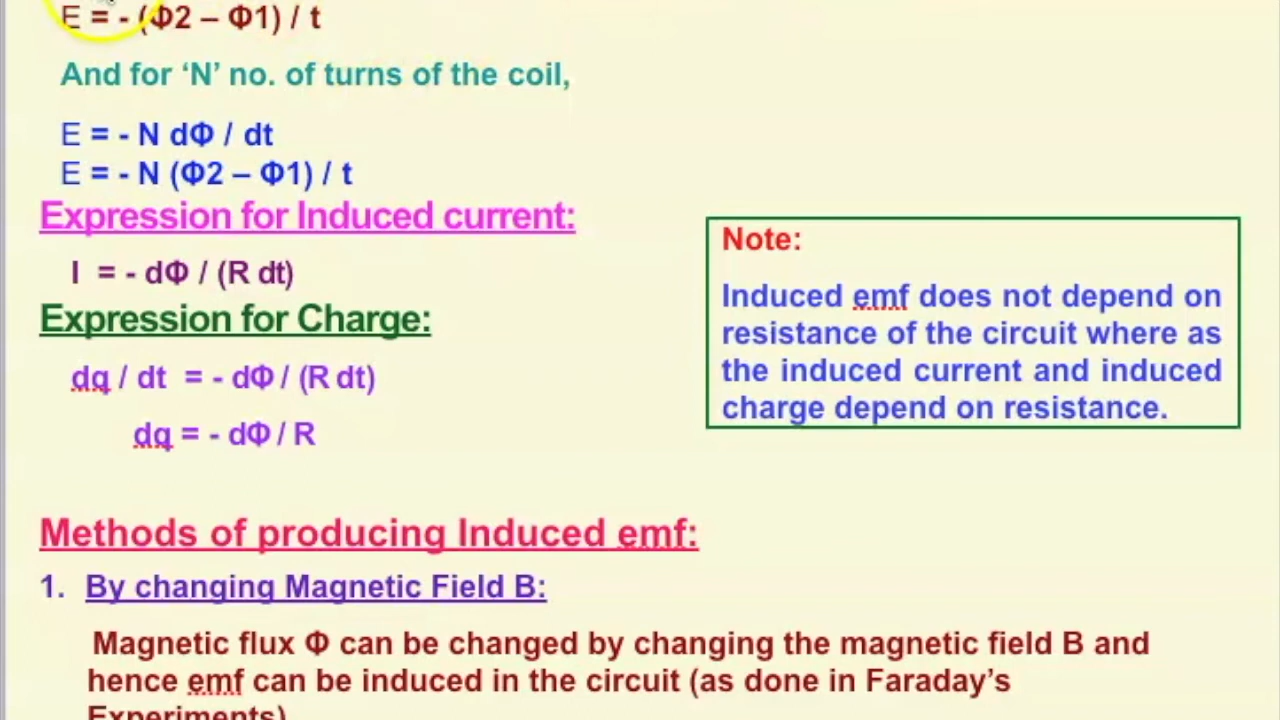 E = - (Φ2 – Φ1) / t
And for ‘N’ no. of turns of the coil,
E = - N dΦ / dt
E = - N (Φ2 – Φ1) / t
Expression for Induced current:
I = - dΦ / (R dt)
Expression for Charge:
dq / dt = - dΦ / (R dt)
dq = - dΦ / R
Note:
Induced emf does not depend on
resistance of the circuit where as
the induced current and induced
charge depend on resistance.
Methods of producing Induced emf:
1. By changing Magnetic Field B:
Magnetic flux Φ can be changed by changing the magnetic field B and
hence emf can be induced in the circuit (as done in Faraday’s
Experiments)